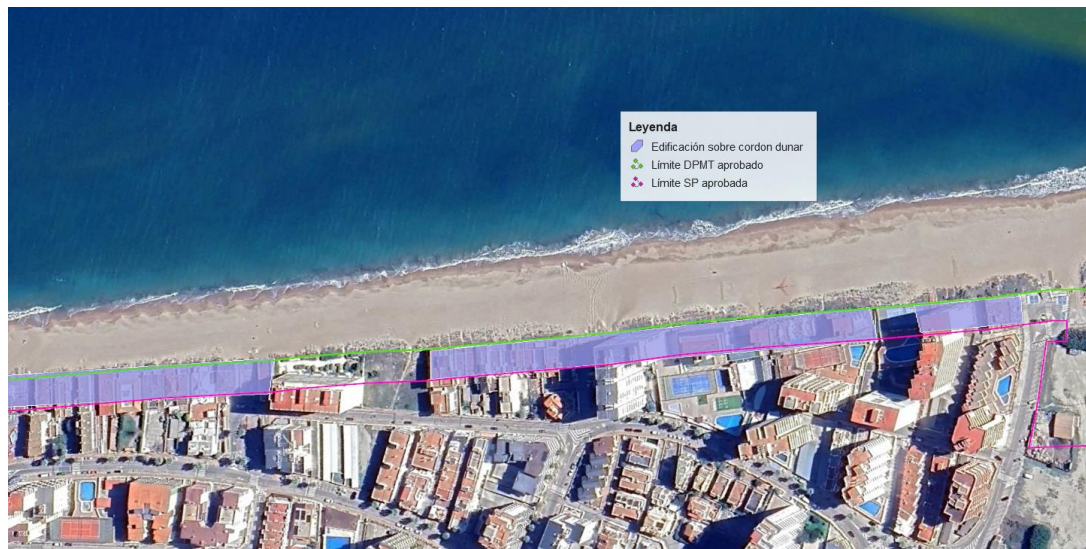 Leyenda
Edificación sobre cordon dunar
Límite DPMT aprobado
Límite SP aprobada